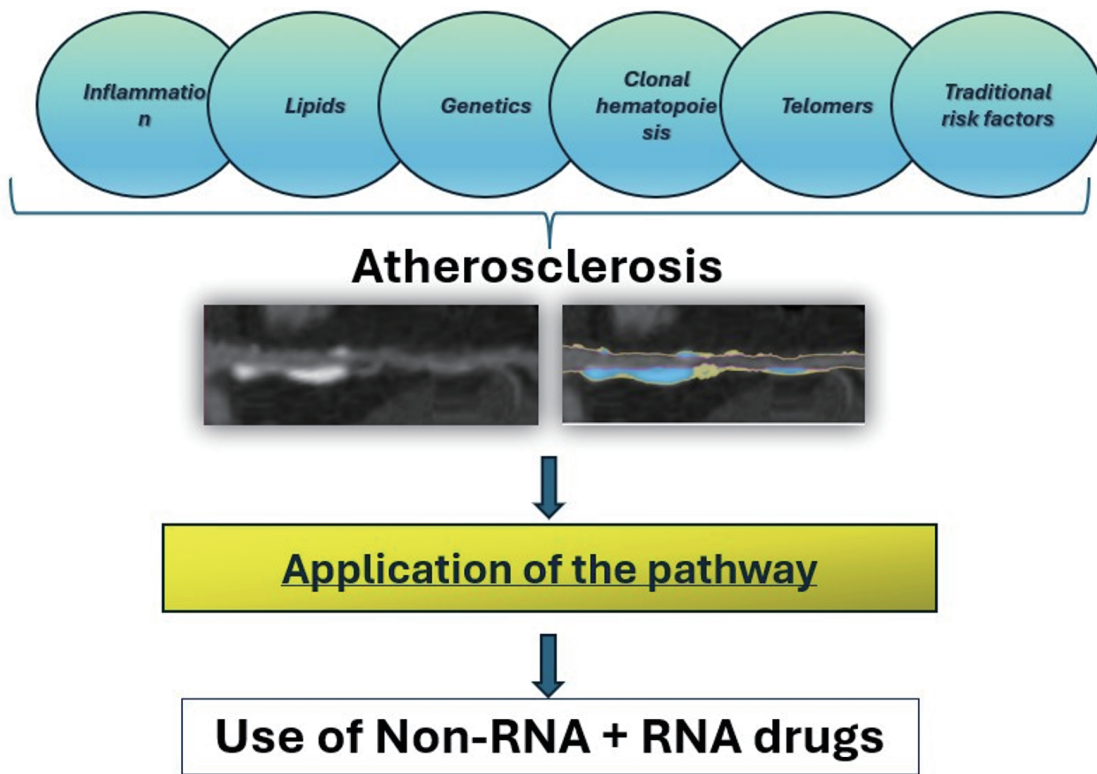 Inflammatio
n
Lipids
Genetics
Clonal
hematopoie
sis
Telomers
Traditional
risk factors
Atherosclerosis
Application of the pathway
Use of Non-RNA + RNA drugs